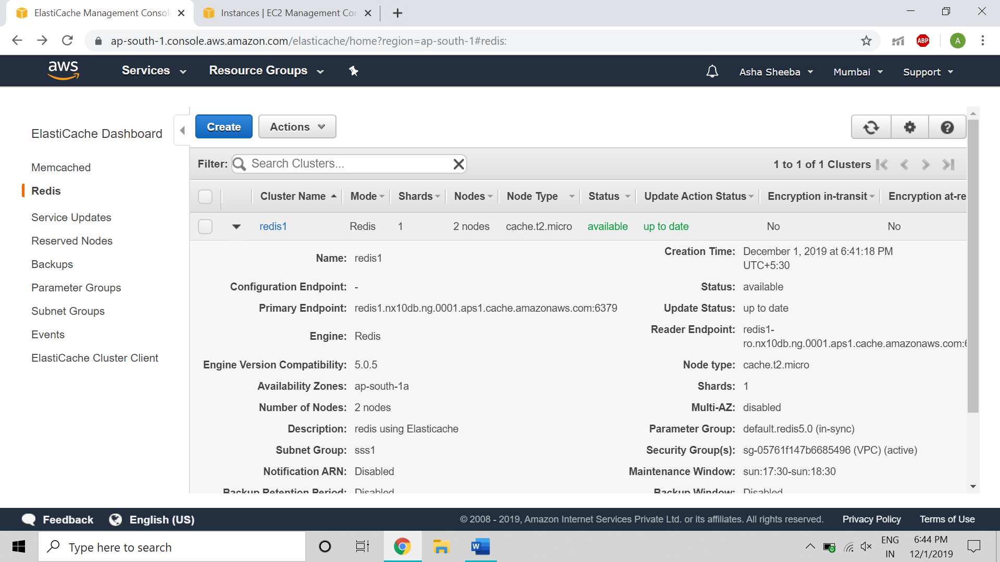 ElastiCache Management Consol
Instances | EC2 Management Con
ap-south-1.console.aws.amazon.com/elasticache/home?region=ap-south-1#redis:
ABP
A
aws
Services
Resource Groups
Asha Sheeba
Mumbai
Support
ElastiCache Dashboard
Memcached
Redis
Service Updates
Reserved Nodes
Backups
Parameter Groups
Subnet Groups
Events
ElastiCache Cluster Client
Create
Actions
Filter:
Search Clusters...
1 to 1 of 1 Clusters
Cluster Name Mode Shards Nodes Node Type Status Update Action Status Encryption in-transit Encryption at-re
redis1 Redis 1 2 nodes cache.t2.micro available up to date No No
Name: redis1
Creation Time: December 1, 2019 at 6:41:18 PM
UTC+5:30
Configuration Endpoint: -
Status: available
Primary Endpoint: redis1.nx10db.ng.0001.aps1.cache.amazonaws.com:6379
Update Status: up to date
Engine: Redis
Reader Endpoint: redis1-
ro.nx10db.ng.0001.aps1.cache.amazonaws.com:6
Engine Version Compatibility: 5.0.5
Node type: cache.t2.micro
Availability Zones: ap-south-1a
Shards: 1
Number of Nodes: 2 nodes
Multi-AZ: disabled
Description: redis using Elasticache
Parameter Group: default.redis5.0 (in-sync)
Subnet Group: sss1
Security Group(s): sg-05761f147b6685496 (VPC) (active)
Notification ARN: Disabled
Maintenance Window: sun:17:30-sun:18:30
Backup Retention Period: Disabled
Backup Window: Disabled
Feedback
English (US)
© 2008 - 2019, Amazon Internet Services Private Ltd. or its affiliates. All rights reserved.
Privacy Policy
Terms of Use
Type here to search
W
ENG
IN
6:44 PM
12/1/2019